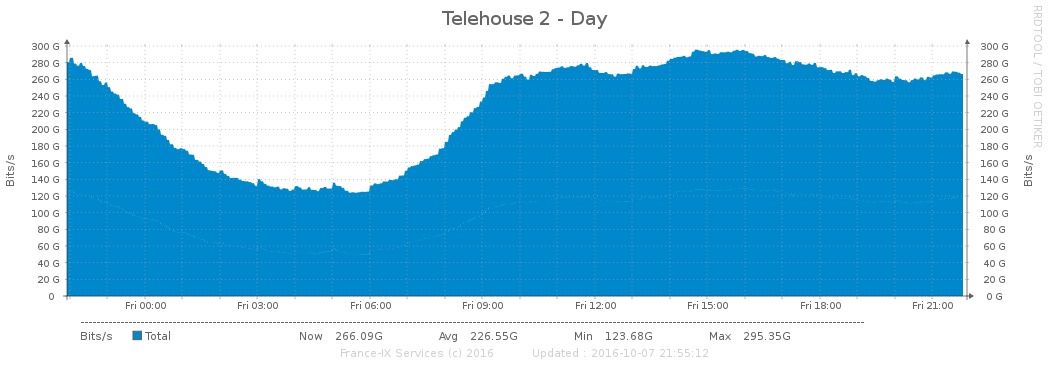 Telehouse 2 - Day
RRDTOOL / TOBI OETIKER
Bits/s
300 G
280 G
260 G
240 G
220 G
200 G
180 G
160 G
140 G
120 G
100 G
80 G
60 G
40 G
20 G
0
300 G
280 G
260 G
240 G
220 G
200 G
180 G
160 G
140 G
120 G
100 G
80 G
60 G
40 G
20 G
0 G
Bits/s
Fri 00:00 Fri 03:00 Fri 06:00 Fri 09:00 Fri 12:00 Fri 15:00 Fri 18:00 Fri 21:00
Bits/s Total Now 266.09G Avg 226.55G Min 123.68G Max 295.35G
France-IX Services (c) 2016 Updated : 2016-10-07 21:55:12